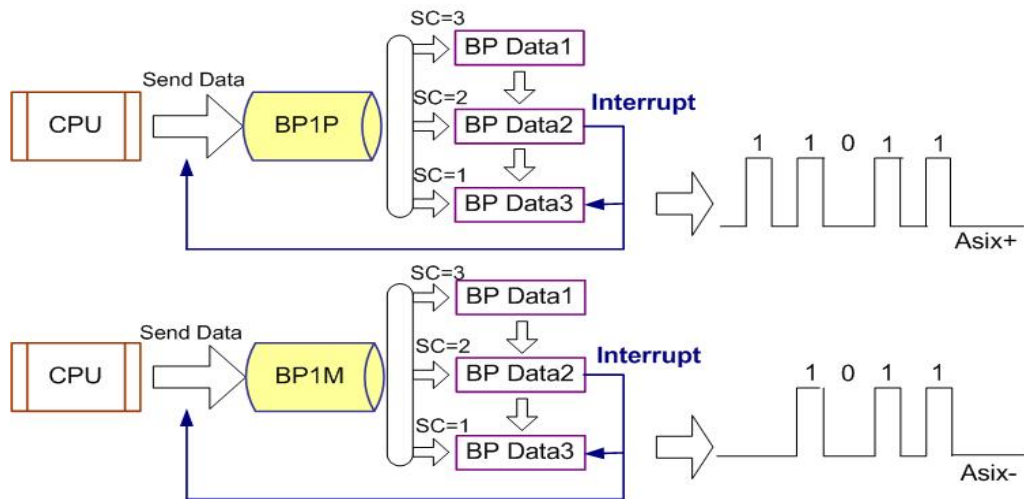 SC=3
BP Data1
Send Data
SC=2
Interrupt
CPU
BP1P
BP Data2
1 1 0 1 1
SC=1
BP Data3
Asix+
SC=3
BP Data1
Send Data
SC=2
Interrupt
CPU
BP1M
BP Data2
1 0 1 1
SC=1
BP Data3
Asix-